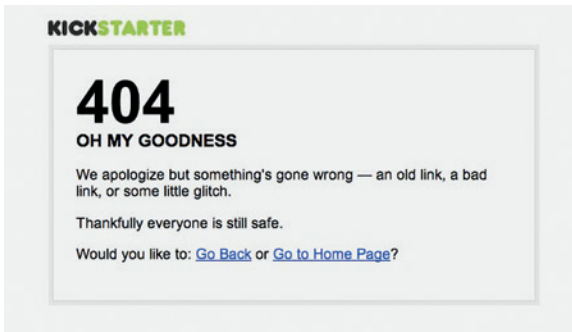 KICKSTARTER
404
OH MY GOODNESS
We apologize but something's gone wrong — an old link, a bad
link, or some little glitch.
Thankfully everyone is still safe.
Would you like to: Go Back or Go to Home Page?